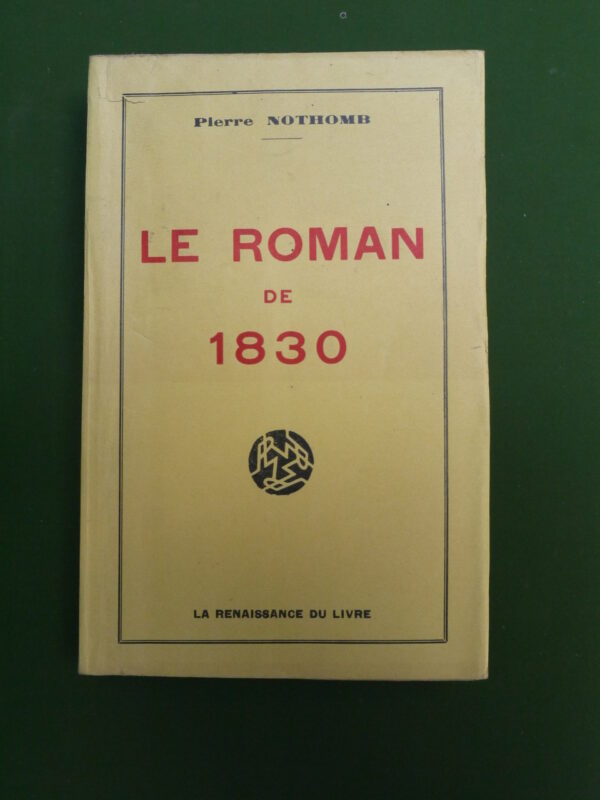 Pierre NOTHOMB
LE ROMAN
DE
1830
LA RENAISSANCE DU LIVRE